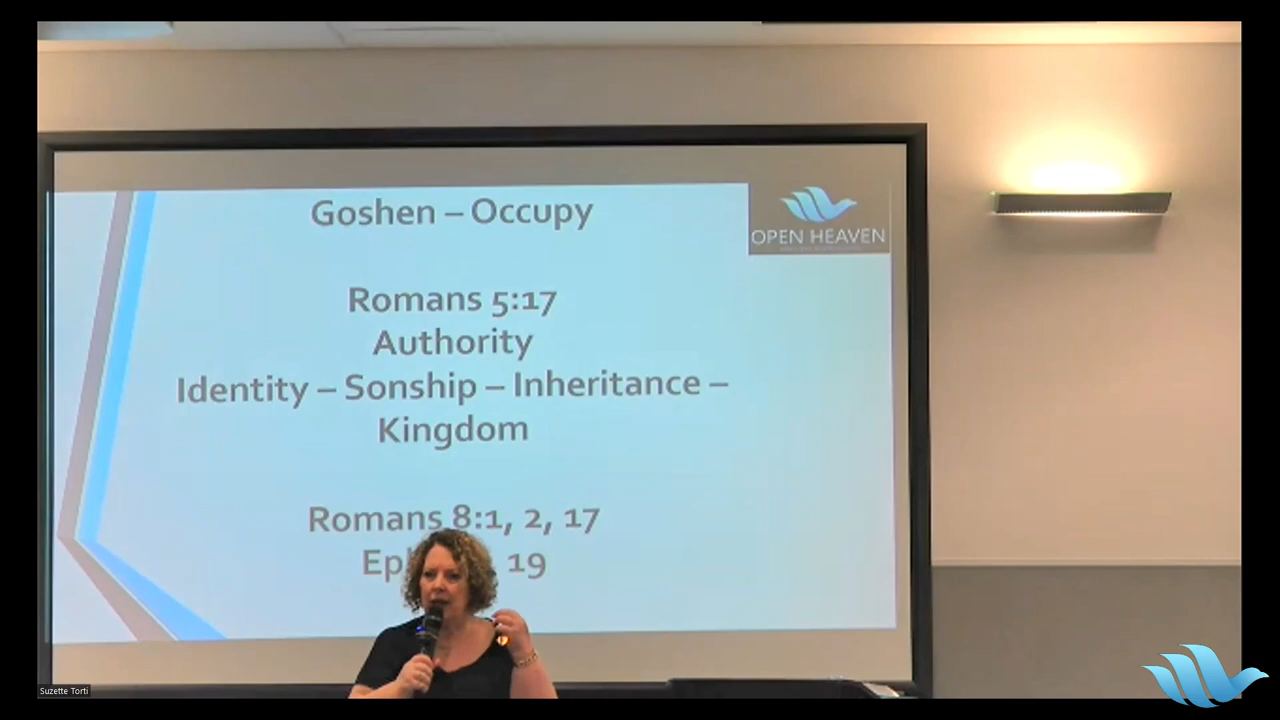 Goshen – Occupy
OPEN HEAVEN
Romans 5:17
Authority
Identity – Sonship – Inheritance –
Kingdom
Romans 8:1, 2, 17
19
Suzette Torti